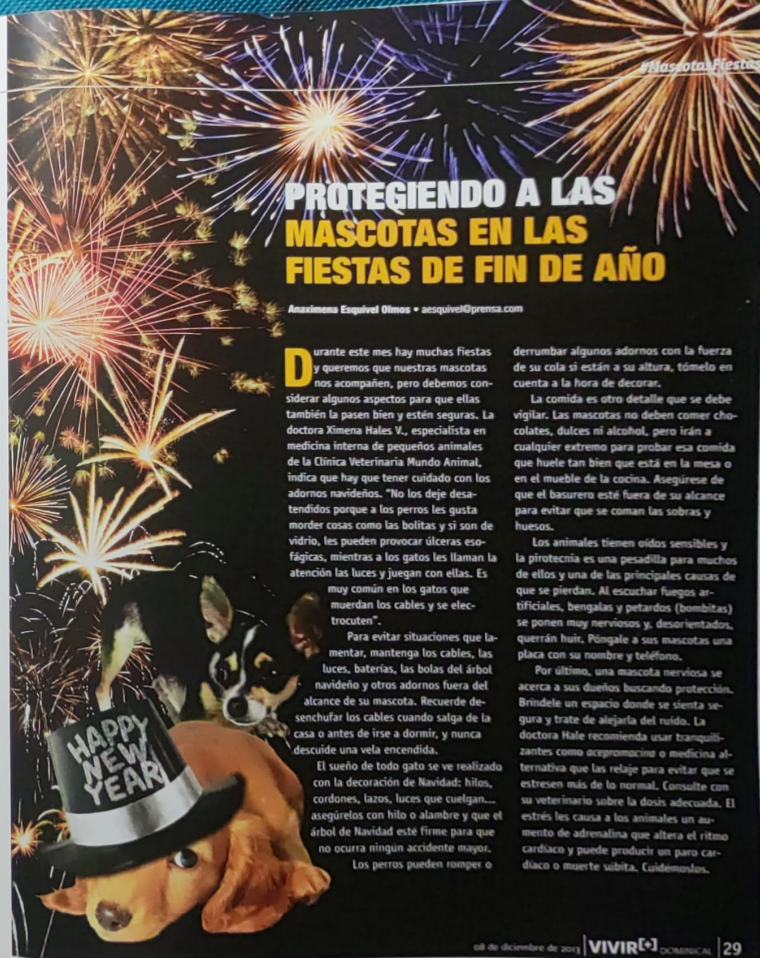 #MascotasFiestas
PROTEGIENDO A LAS
MASCOTAS EN LAS
FIESTAS DE FIN DE AÑO
Anaximena Esquivel Olmos • aesquivel@prensa.com
Durante este mes hay muchas fiestas
y queremos que nuestras mascotas
nos acompañen, pero debemos con-
siderar algunos aspectos para que ellas
también la pasen bien y estén seguras. La
doctora Ximena Hales V., especialista en
medicina interna de pequeños animales
de la Clínica Veterinaria Mundo Animal,
indica que hay que tener cuidado con los
adornos navideños. "No los deje desa-
tendidos porque a los perros les gusta
morder cosas como las bolitas y si son de
vidrio, les pueden provocar úlceras eso-
fágicas, mientras a los gatos les llaman la
atención las luces y juegan con ellas. Es
muy común en los gatos que
muerdan los cables y se elec-
trocuten".
Para evitar situaciones que la-
mentar, mantenga los cables, las
luces, baterías, las bolas del árbol
navideño y otros adornos fuera del
alcance de su mascota. Recuerde de-
senchufar los cables cuando salga de la
casa o antes de irse a dormir, y nunca
descuide una vela encendida.
El sueño de todo gato se ve realizado
con la decoración de Navidad: hilos,
cordones, lazos, luces que cuelgan...
asegúrelos con hilo o alambre y que el
árbol de Navidad esté firme para que
no ocurra ningún accidente mayor.
Los perros pueden romper o
derrumbar algunos adornos con la fuerza
de su cola si están a su altura, tómelo en
cuenta a la hora de decorar.
La comida es otro detalle que se debe
vigilar. Las mascotas no deben comer cho-
colates, dulces ni alcohol, pero irán a
cualquier extremo para probar esa comida
que huele tan bien que está en la mesa o
en el mueble de la cocina. Asegúrese de
que el basurero esté fuera de su alcance
para evitar que se coman las sobras y
huesos.
Los animales tienen oídos sensibles y
la pirotecnia es una pesadilla para muchos
de ellos y una de las principales causas de
que se pierdan. Al escuchar fuegos ar-
tificiales, bengalas y petardos (bombitas)
se ponen muy nerviosos y, desorientados,
querrán huir. Póngale a sus mascotas una
placa con su nombre y teléfono.
Por último, una mascota nerviosa se
acerca a sus dueños buscando protección.
Bríndele un espacio donde se sienta se-
gura y trate de alejarla del ruido. La
doctora Hale recomienda usar tranquili-
zantes como acepromacina o medicina al-
ternativa que las relaje para evitar que se
estresen más de lo normal. Consulte con
su veterinario sobre la dosis adecuada. El
estrés les causa a los animales un au-
mento de adrenalina que altera el ritmo
cardíaco y puede producir un paro car-
díaco o muerte súbita. Cuidémoslos.
HAPPY
NEW
YEAR
08 de diciembre de 2013 VIVIR[+] DOMINICAL 29